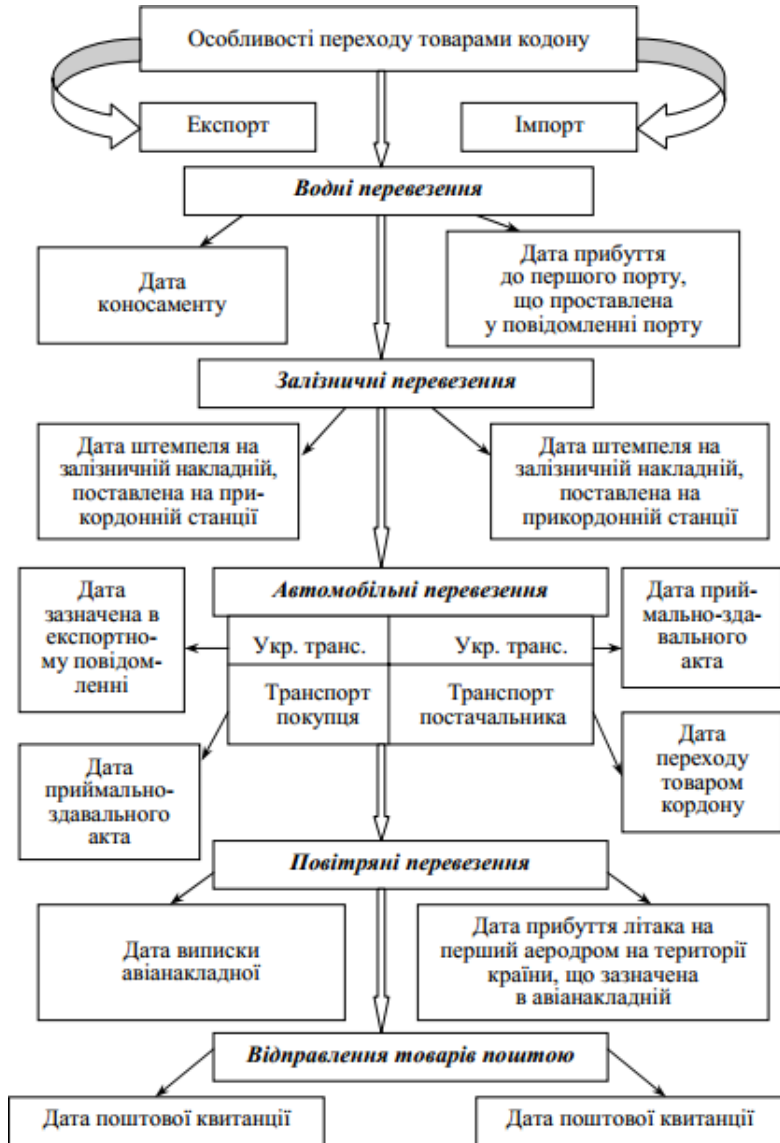 Особливості переходу товарами кодону
Експорт
Імпорт
Водні перевезення
Дата
коносаменту
Дата прибуття
до першого порту,
що проставлена
у повідомленні порту
Залізничні перевезення
Дата штемпеля на
залізничній накладній,
поставлена на при-
кордонній станції
Дата штемпеля на
залізничній накладній,
поставлена на
прикордонній станції
Автомобільні перевезення
Дата
зазначена в
експортно-
му повідом-
ленні
Укр. транс.
Укр. транс.
Дата прий-
мально-зда-
вального
акта
Транспорт
покупця
Транспорт
постачальника
Дата
приймально-
здавального
акта
Дата
переходу
товаром
кордону
Повітряні перевезення
Дата виписки
авіанакладної
Дата прибуття літака на
перший аеродром на території
країни, що зазначена
в авіанакладній
Відправлення товарів поштою
Дата поштової квитанції
Дата поштової квитанції